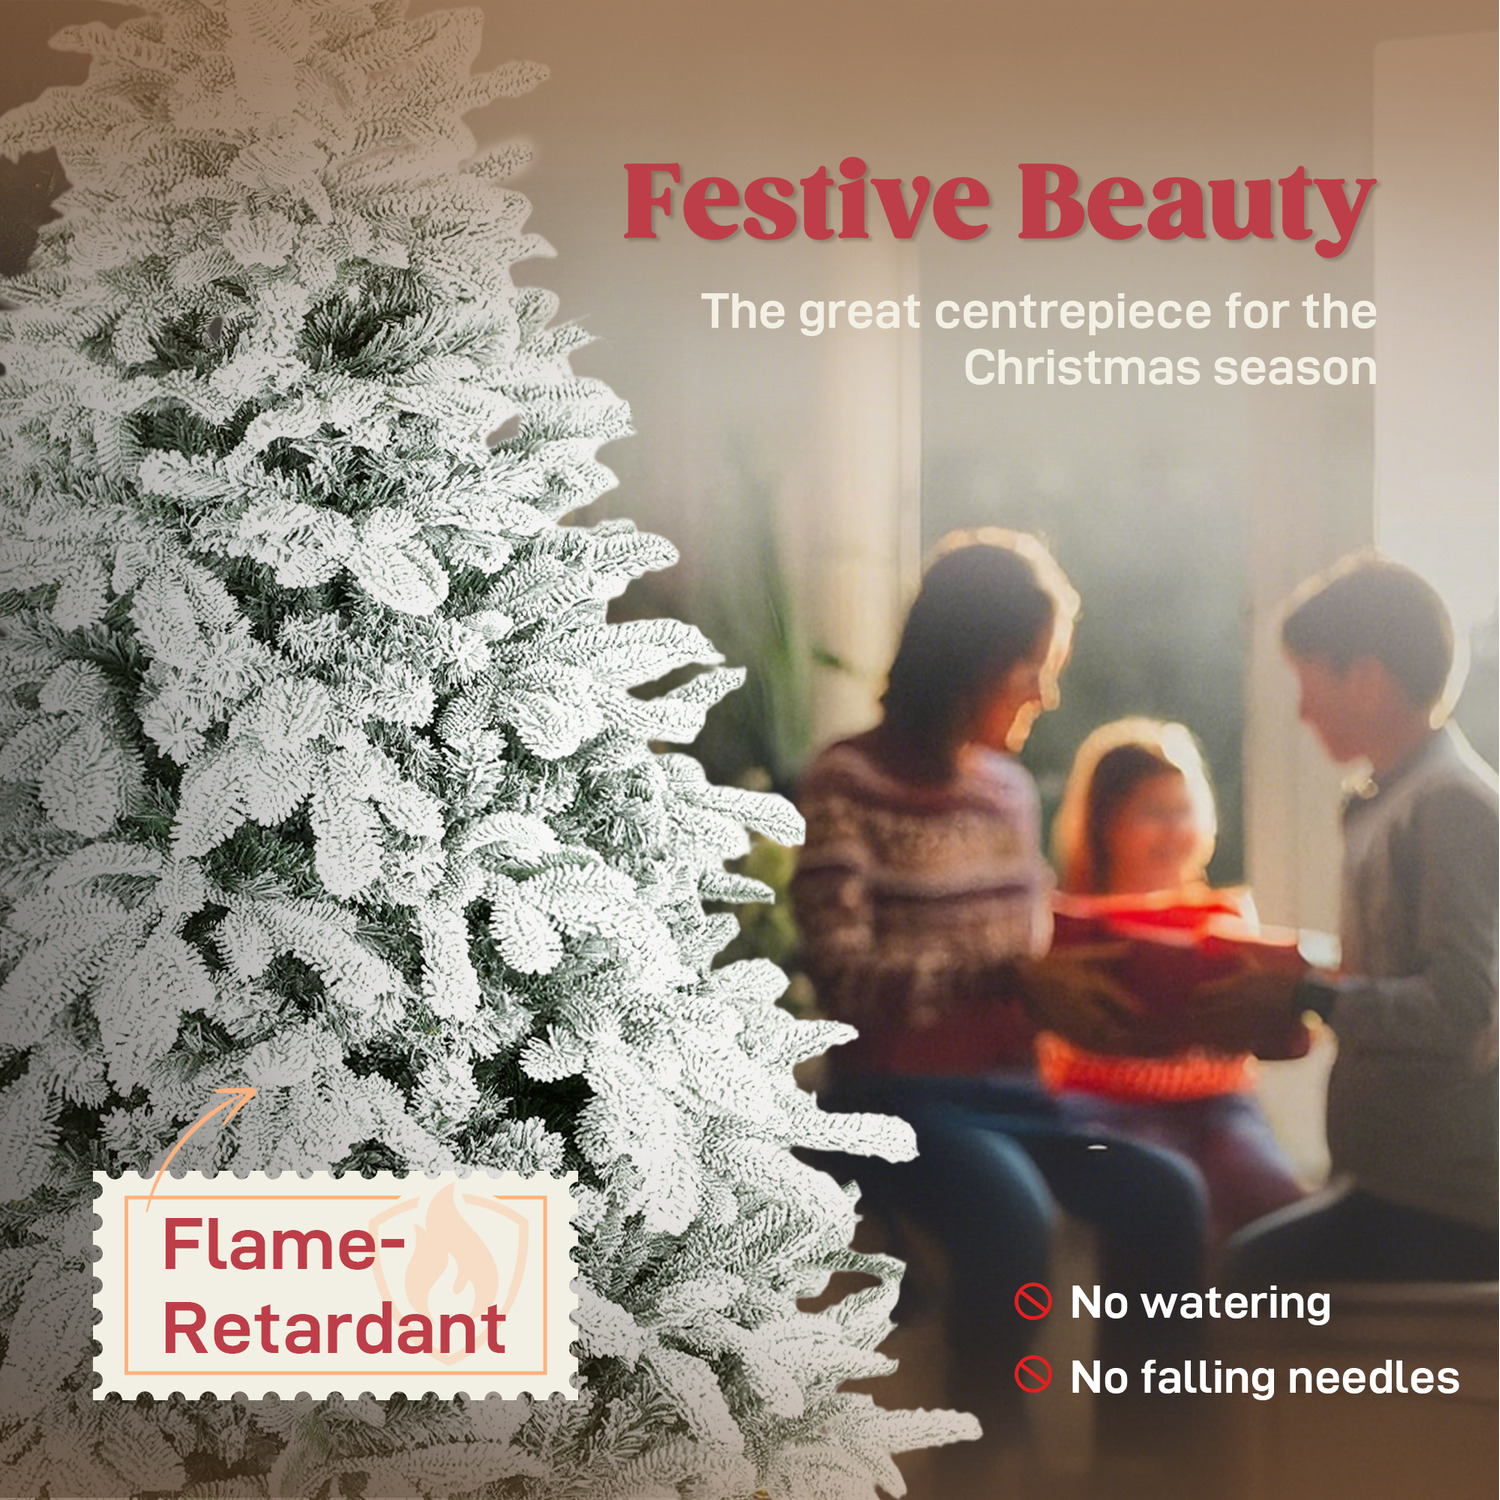 Festive Beauty
The great centrepiece for the
Christmas season
Flame-
Retardant
No watering
No falling needles